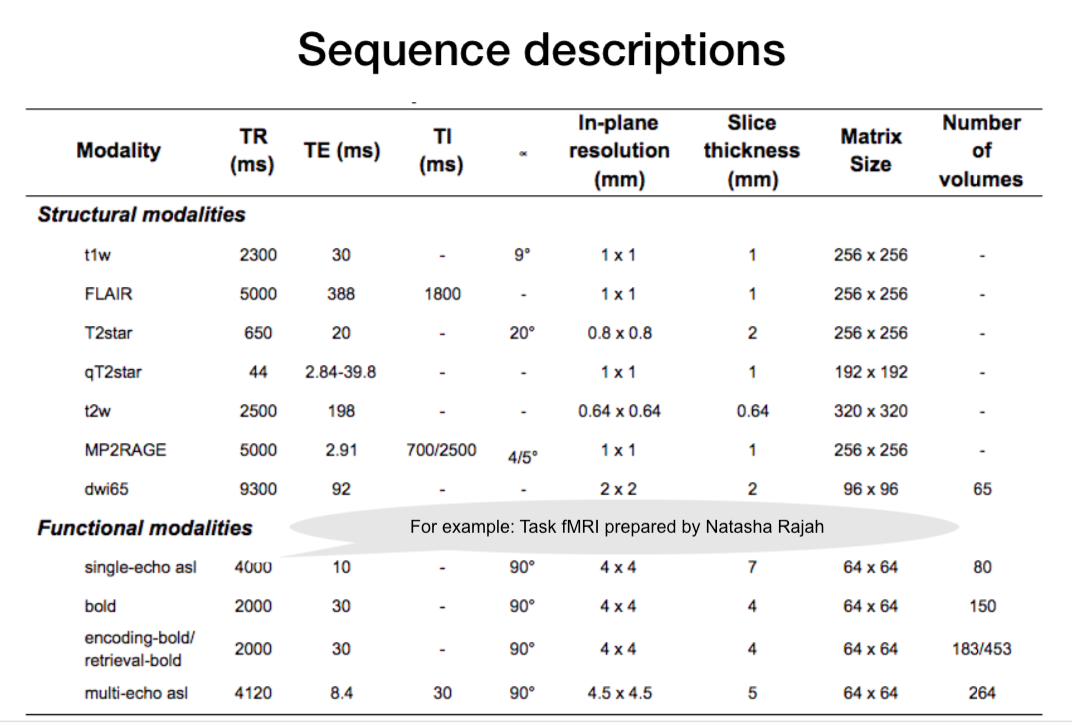 Sequence descriptions
-
Modality TR (ms) TE (ms) TI (ms) ∝ In-plane resolution (mm) Slice thickness (mm) Matrix Size Number of volumes
Structural modalities
t1w 2300 30 - 9° 1 x 1 1 256 x 256 -
FLAIR 5000 388 1800 - 1 x 1 1 256 x 256 -
T2star 650 20 - 20° 0.8 x 0.8 2 256 x 256 -
qT2star 44 2.84-39.8 - - 1 x 1 1 192 x 192 -
t2w 2500 198 - - 0.64 x 0.64 0.64 320 x 320 -
MP2RAGE 5000 2.91 700/2500 4/5° 1 x 1 1 256 x 256 -
dwi65 9300 92 - - 2 x 2 2 96 x 96 65
Functional modalities
For example: Task fMRI prepared by Natasha Rajah
single-echo asl 4000 10 - 90° 4 x 4 7 64 x 64 80
bold 2000 30 - 90° 4 x 4 4 64 x 64 150
encoding-bold/ retrieval-bold 2000 30 - 90° 4 x 4 4 64 x 64 183/453
multi-echo asl 4120 8.4 30 90° 4.5 x 4.5 5 64 x 64 264